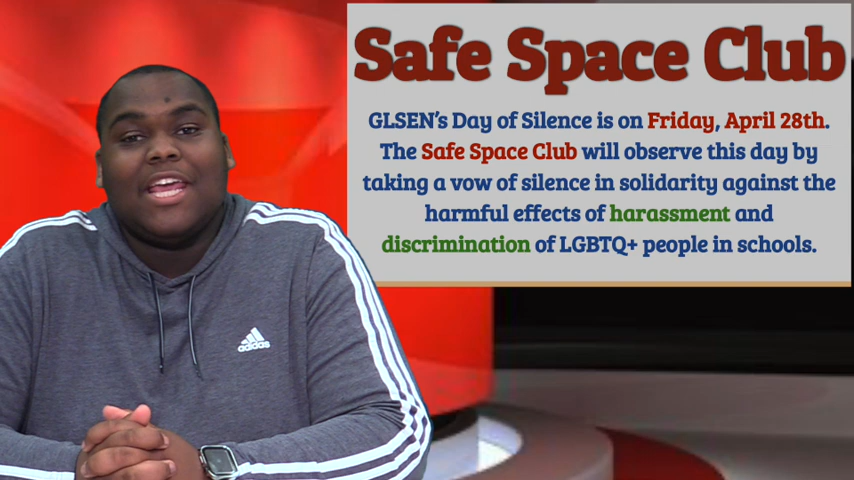 Safe Space Club
GLSEN's Day of Silence is on Friday, April 28th.
The Safe Space Club will observe this day by
taking a vow of silence in solidarity against the
harmful effects of harassment and
discrimination of LGBTQ+ people in schools.
adidas